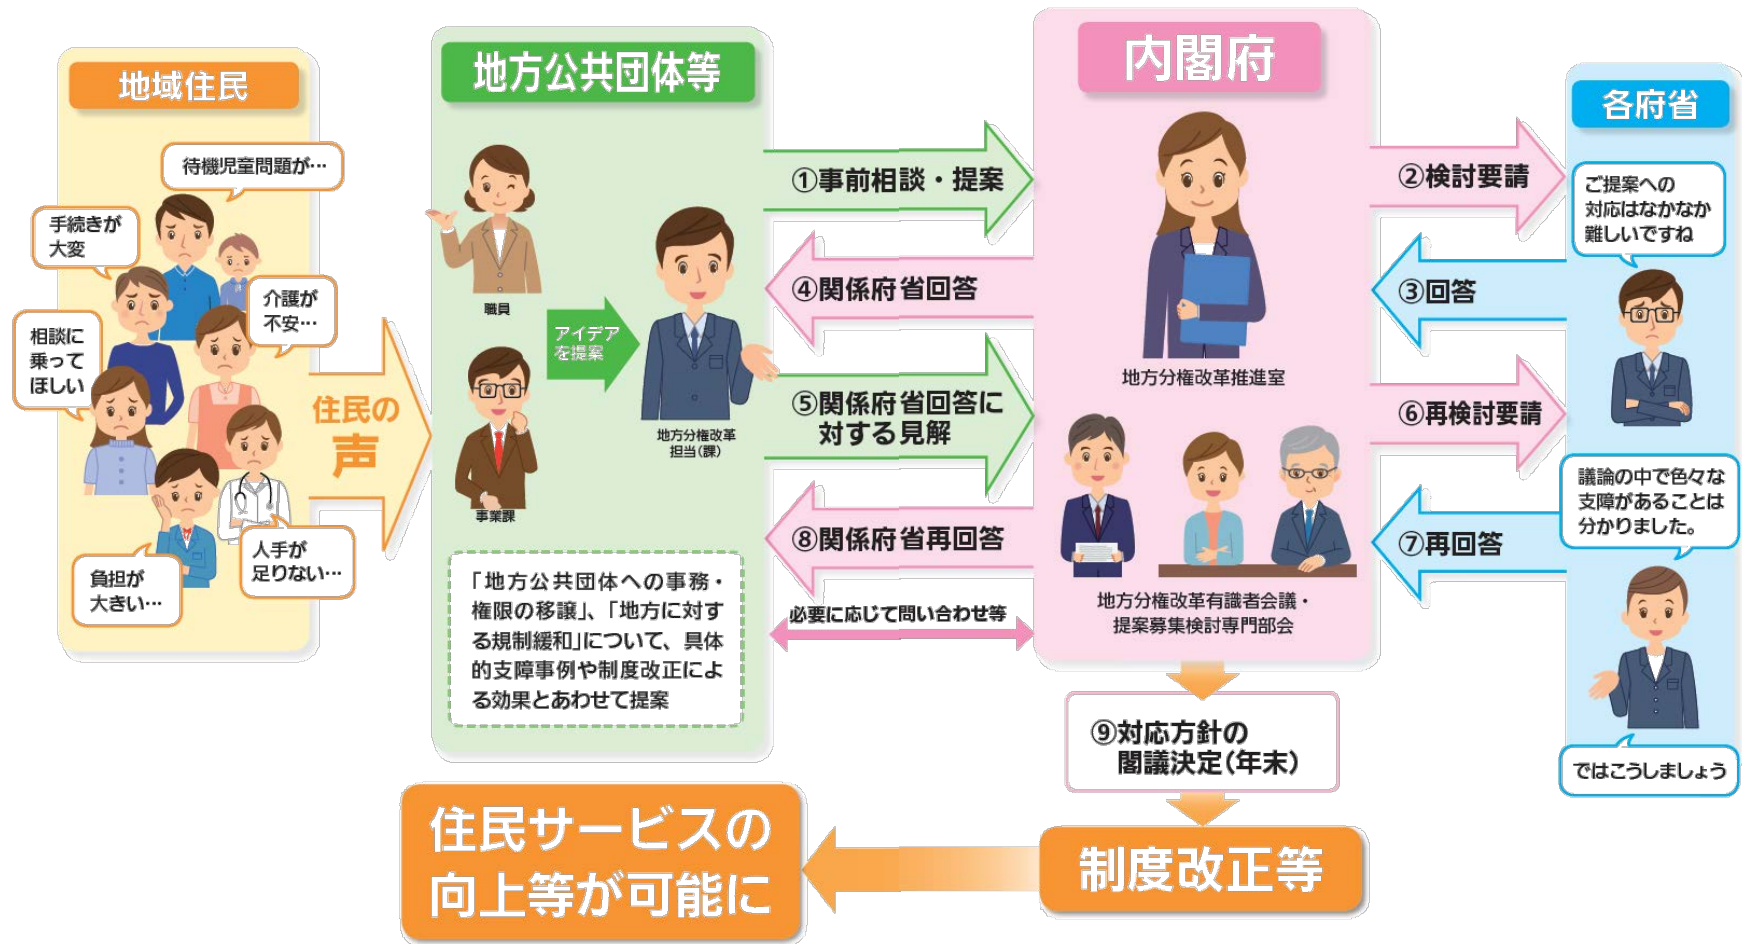 地域住民
待機児童問題が…
手続きが
大変
介護が
不安…
相談に
乗って
ほしい
人手が
足りない…
負担が
大きい…
住民の
声
地方公共団体等
職員
アイデア
を提案
事業課
地方分権改革
担当(課)
「地方公共団体への事務・
権限の移譲」、「地方に対す
る規制緩和」について、具体
的支障事例や制度改正によ
る効果とあわせて提案
①事前相談・提案
④関係府省回答
⑤関係府省回答に
対する見解
⑧関係府省再回答
必要に応じて問い合わせ等
内閣府
地方分権改革推進室
地方分権改革有識者会議・
提案募集検討専門部会
②検討要請
③回答
⑥再検討要請
⑦再回答
各府省
ご提案への
対応はなかなか
難しいですね
議論の中で色々な
支障があることは
分かりました。
ではこうしましょう
⑨対応方針の
閣議決定(年末)
制度改正等
住民サービスの
向上等が可能に